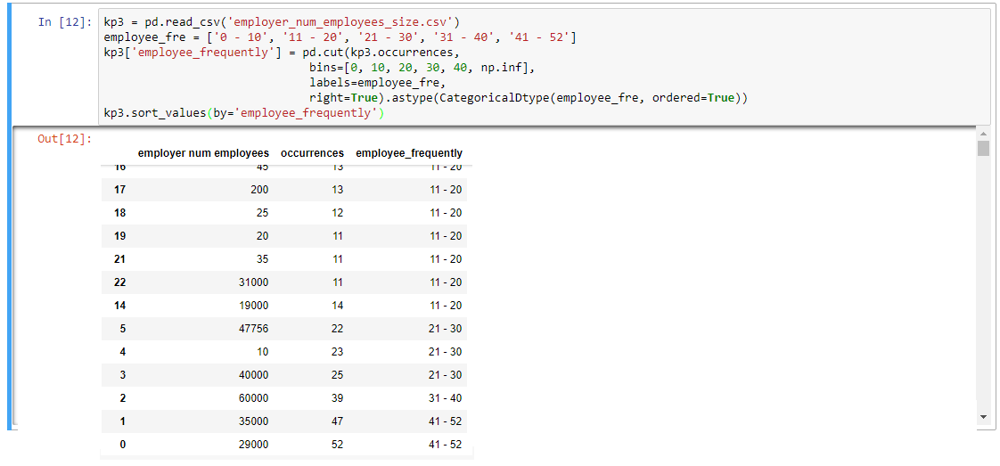 In [12]: kp3 = pd.read_csv('employer_num_employees_size.csv')
employee_fre = ['0 - 10', '11 - 20', '21 - 30', '31 - 40', '41 - 52']
kp3['employee_frequently'] = pd.cut(kp3.occurrences,
bins=[0, 10, 20, 30, 40, np.inf],
labels=employee_fre,
right=True).astype(CategoricalDtype(employee_fre, ordered=True))
kp3.sort_values(by='employee_frequently')
Out[12]:
employer num employees occurrences employee_frequently
16 45 13 11 - 20
17 200 13 11 - 20
18 25 12 11 - 20
19 20 11 11 - 20
21 35 11 11 - 20
22 31000 11 11 - 20
14 19000 14 11 - 20
5 47756 22 21 - 30
4 10 23 21 - 30
3 40000 25 21 - 30
2 60000 39 31 - 40
1 35000 47 41 - 52
0 29000 52 41 - 52